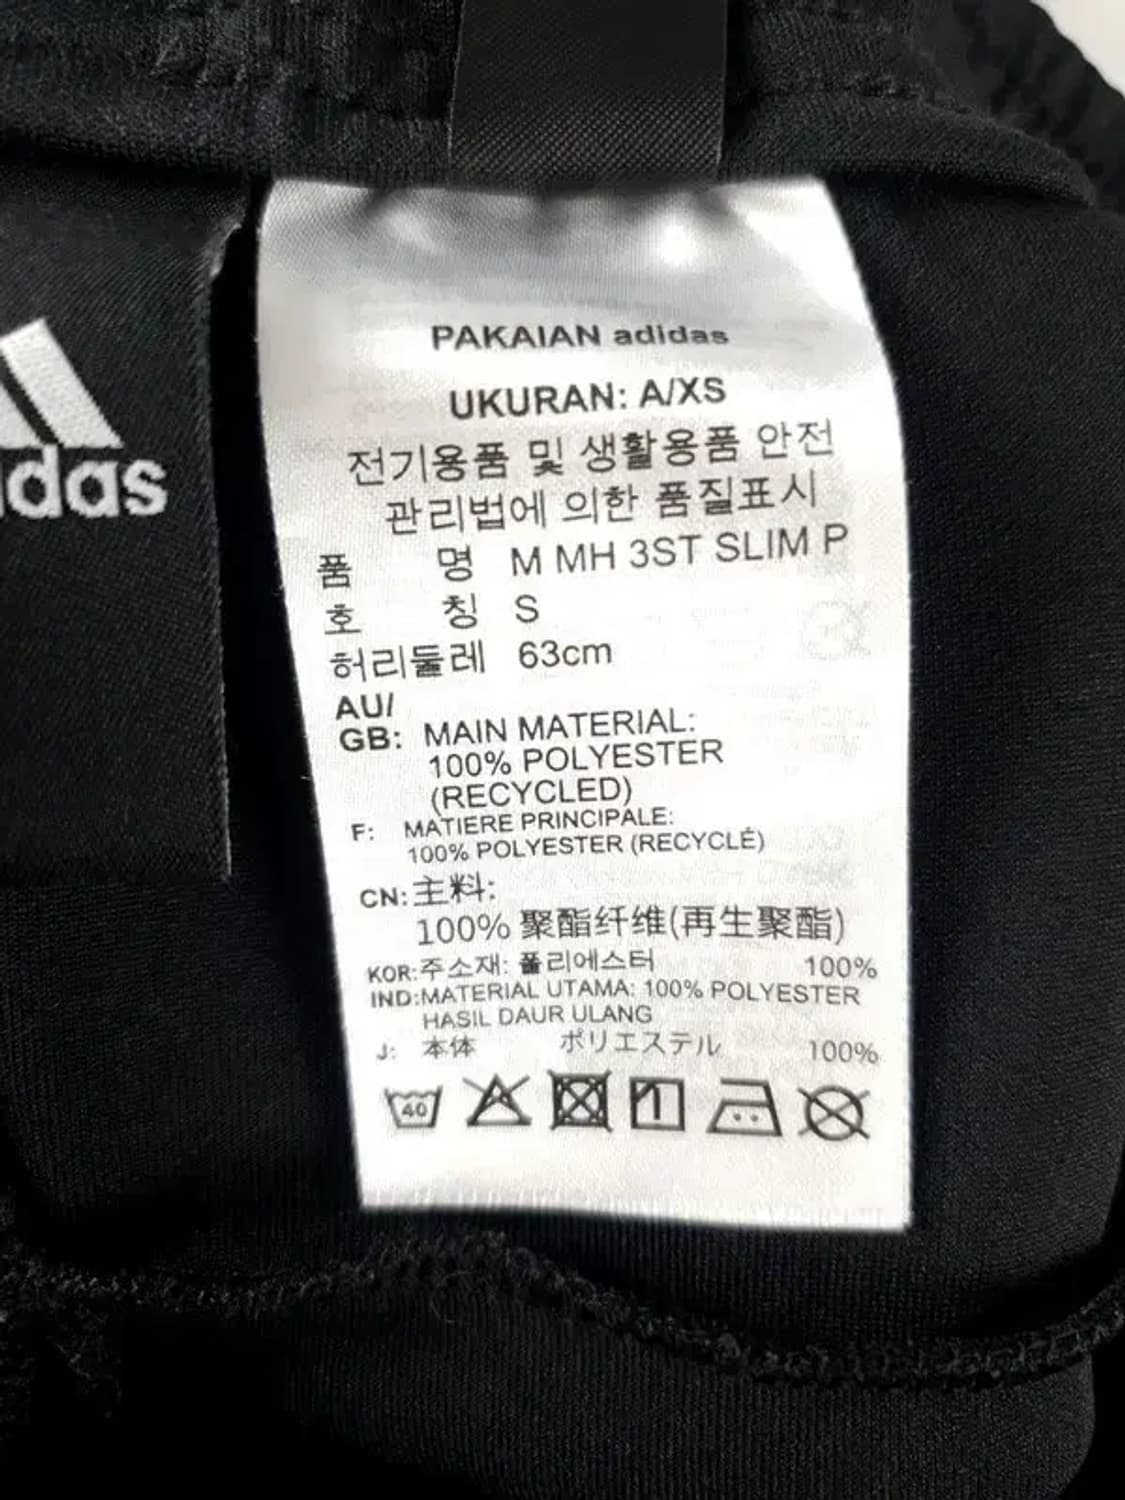 das
PAKAIAN adidas
UKURAN: A/XS
전기용품 및 생활용품 안전
관리법에 의한 품질표시
품 명 M MH 3ST SLIM P
호 칭 S
허리둘레 63cm
AU/
GB: MAIN MATERIAL:
100% POLYESTER
(RECYCLED)
F: MATIERE PRINCIPALE:
100% POLYESTER (RECYCLÉ)
CN: 主料:
100% 聚酯纤维(再生聚酯)
KOR:주소재: 폴리에스터 100%
IND:MATERIAL UTAMA: 100% POLYESTER
HASIL DAUR ULANG
J: 本体 ポリエステル 100%
40